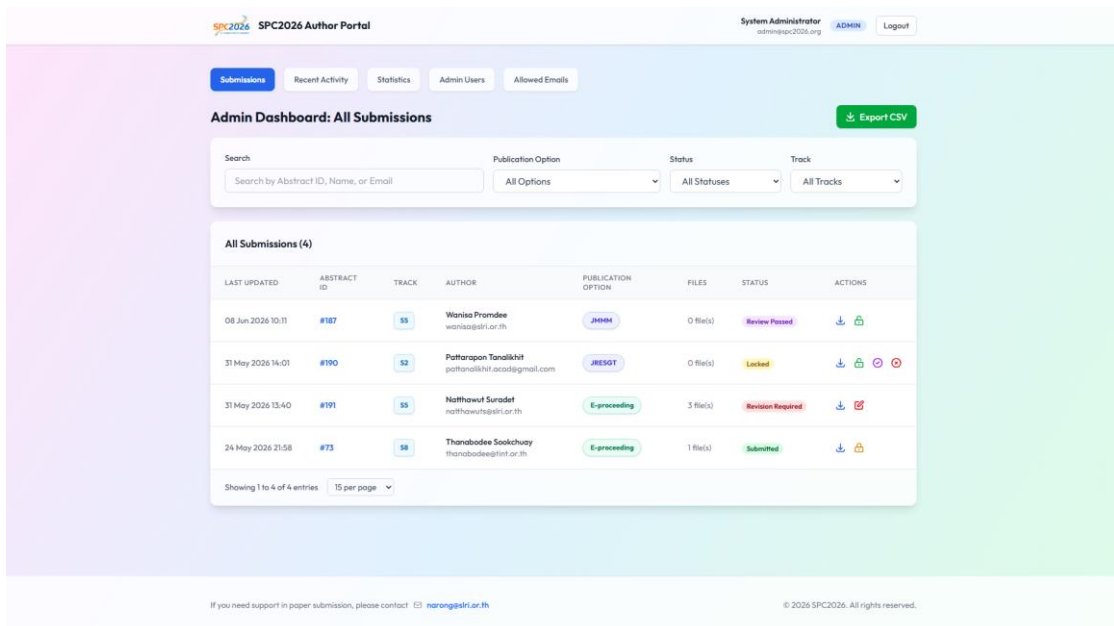 SPC2026 SPC2026 Author Portal
System Administrator
admin@spc2026.org
ADMIN
Logout
Submissions
Recent Activity
Statistics
Admin Users
Allowed Emails
Admin Dashboard: All Submissions
Export CSV
Search
Publication Option
Status
Track
Search by Abstract ID, Name, or Email
All Options
All Statuses
All Tracks
All Submissions (4)
LAST UPDATED
ABSTRACT
ID
TRACK
AUTHOR
PUBLICATION
OPTION
FILES
STATUS
ACTIONS
08 Jun 2026 10:11
#187
S5
Wanisa Promdee
wanisa@slri.or.th
JMMM
0 file(s)
Review Passed
31 May 2026 14:01
#190
S2
Pattarapon Tanalikhit
pattanalikhit.acad@gmail.com
JRESGT
0 file(s)
Locked
31 May 2026 13:40
#191
S5
Natthawut Suradet
natthawuts@slri.or.th
E-proceeding
3 file(s)
Revision Required
24 May 2026 21:58
#73
S8
Thanabodee Sookchuay
thanabodee@tint.or.th
E-proceeding
1 file(s)
Submitted
Showing 1 to 4 of 4 entries
15 per page
If you need support in paper submission, please contact narong@slri.or.th
© 2026 SPC2026. All rights reserved.